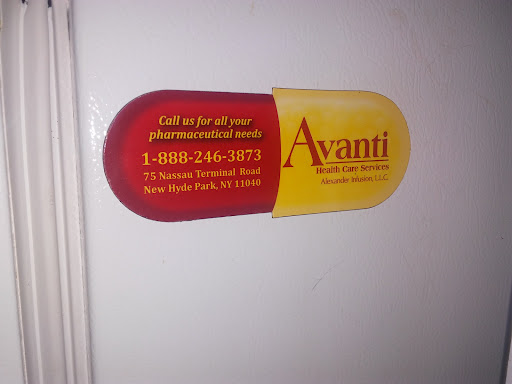 Call us for all your
pharmaceutical needs
1-888-246-3873
75 Nassau Terminal Road
New Hyde Park, NY 11040
Avanti
Health Care Services
Alexander Infusion, L.L.C.